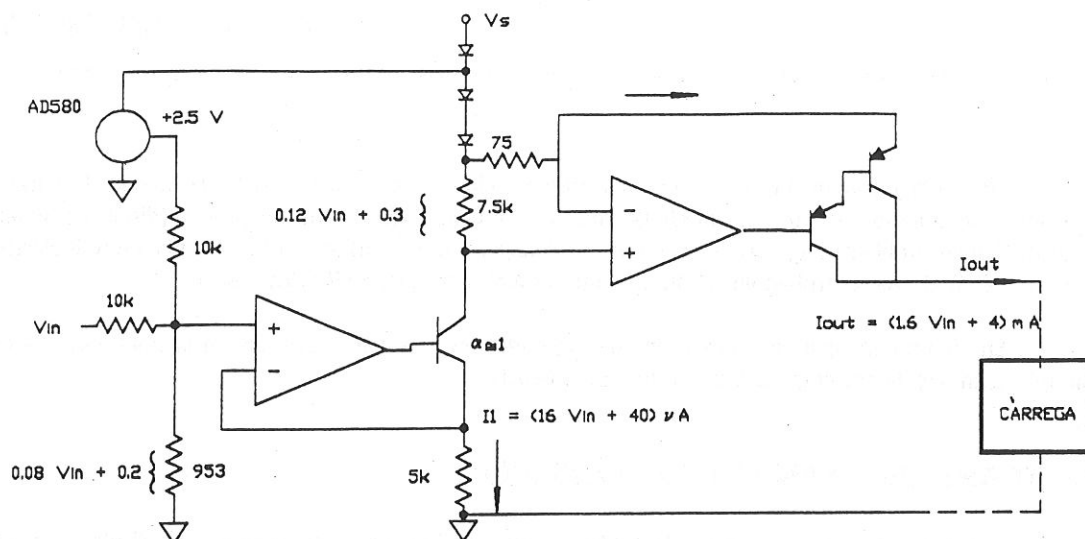 Vs
AD580
+2.5 V
75
10k
0.12 Vin + 0.3 {
7.5k
−
+
Iout
10k
Vin
+
−
α≃1
Iout = (1.6 Vin + 4) mA
I1 = (16 Vin + 40) νA
CÀRREGA
0.08 Vin + 0.2 {
953
5k